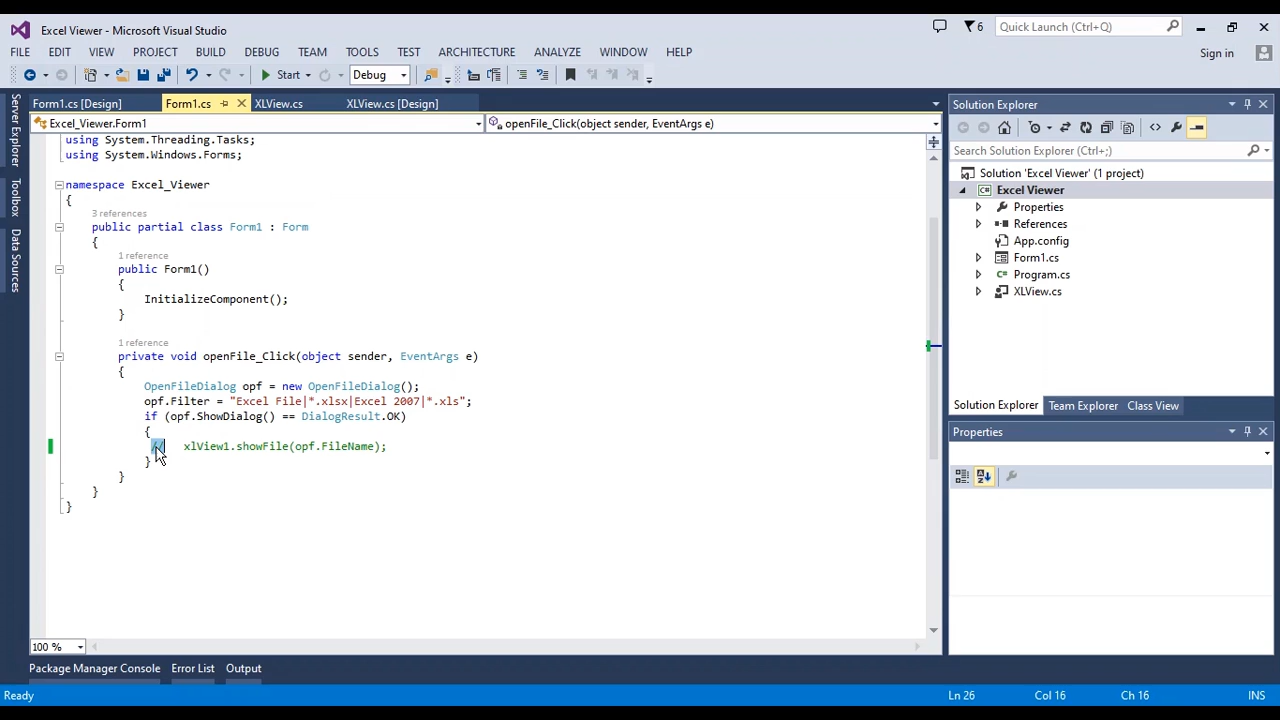 Excel Viewer - Microsoft Visual Studio
6
Quick Launch (Ctrl+Q)
FILE EDIT VIEW PROJECT BUILD DEBUG TEAM TOOLS TEST ARCHITECTURE ANALYZE WINDOW HELP
Sign in
Start Debug
Form1.cs [Design] Form1.cs XLView.cs XLView.cs [Design]
Excel_Viewer.Form1 openFile_Click(object sender, EventArgs e)
Server Explorer
Toolbox
Data Sources
using System.Threading.Tasks;
using System.Windows.Forms;
namespace Excel_Viewer
{
3 references
public partial class Form1 : Form
{
1 reference
public Form1()
{
InitializeComponent();
}
1 reference
private void openFile_Click(object sender, EventArgs e)
{
OpenFileDialog opf = new OpenFileDialog();
opf.Filter = "Excel File|*.xlsx|Excel 2007|*.xls";
if (opf.ShowDialog() == DialogResult.OK)
{
// xlView1.showFile(opf.FileName);
}
}
}
}
100 %
Solution Explorer
Search Solution Explorer (Ctrl+;)
Solution 'Excel Viewer' (1 project)
C# Excel Viewer
Properties
References
App.config
Form1.cs
Program.cs
XLView.cs
Solution Explorer Team Explorer Class View
Properties
Package Manager Console Error List Output
Ready Ln 26 Col 16 Ch 16 INS